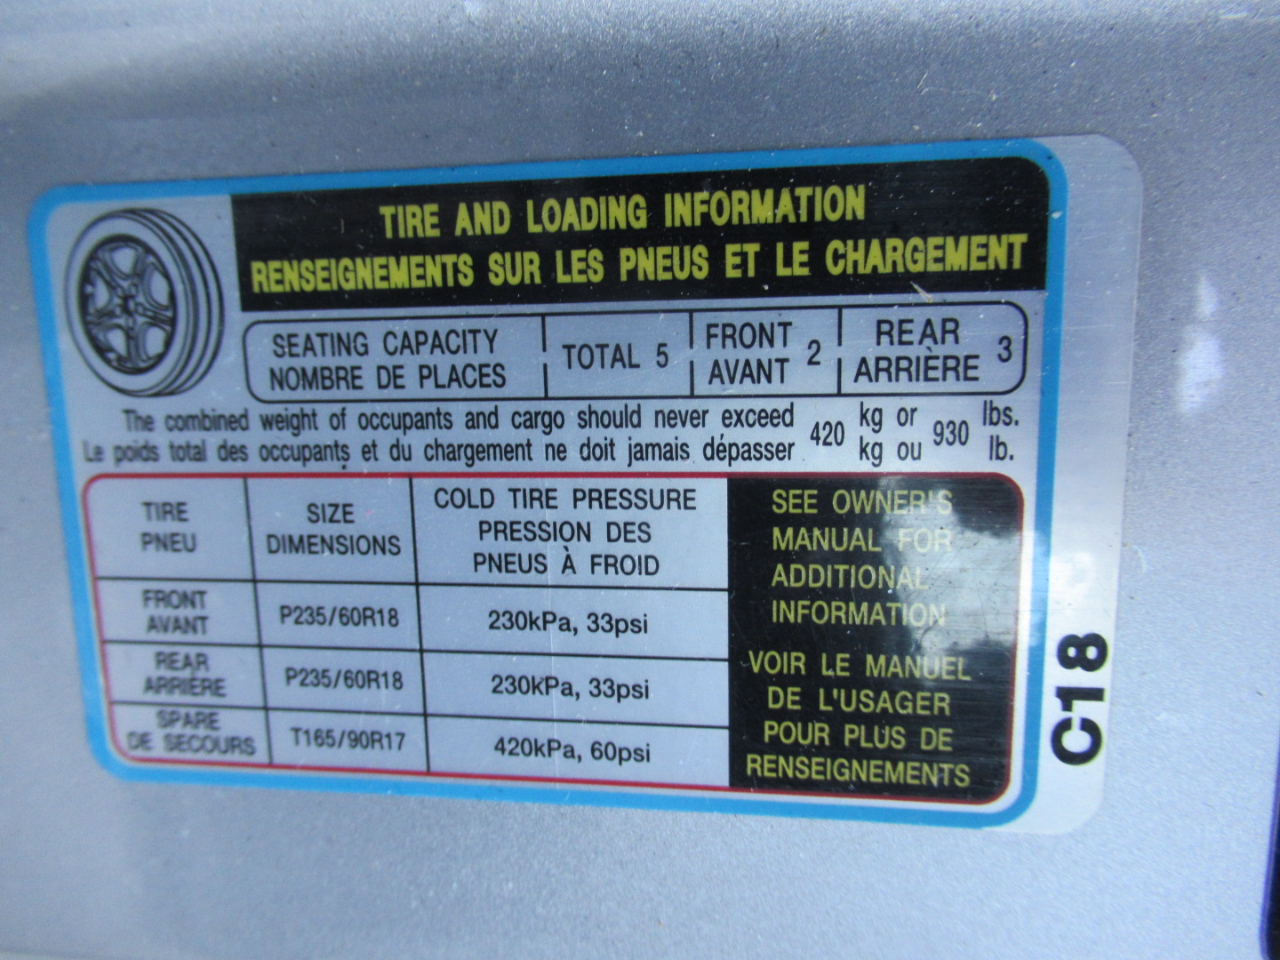 TIRE AND LOADING INFORMATION
RENSEIGNEMENTS SUR LES PNEUS ET LE CHARGEMENT
SEATING CAPACITY
NOMBRE DE PLACES
TOTAL 5
FRONT
AVANT
2
REAR
ARRIÈRE
3
The combined weight of occupants and cargo should never exceed
Le poids total des occupants et du chargement ne doit jamais dépasser
420
kg or
kg ou
930
lbs.
lb.
TIRE
PNEU
SIZE
DIMENSIONS
COLD TIRE PRESSURE
PRESSION DES
PNEUS À FROID
FRONT
AVANT
P235/60R18
230kPa, 33psi
REAR
ARRIÈRE
P235/60R18
230kPa, 33psi
SPARE
DE SECOURS
T165/90R17
420kPa, 60psi
SEE OWNER'S
MANUAL FOR
ADDITIONAL
INFORMATION
VOIR LE MANUEL
DE L'USAGER
POUR PLUS DE
RENSEIGNEMENTS
C18